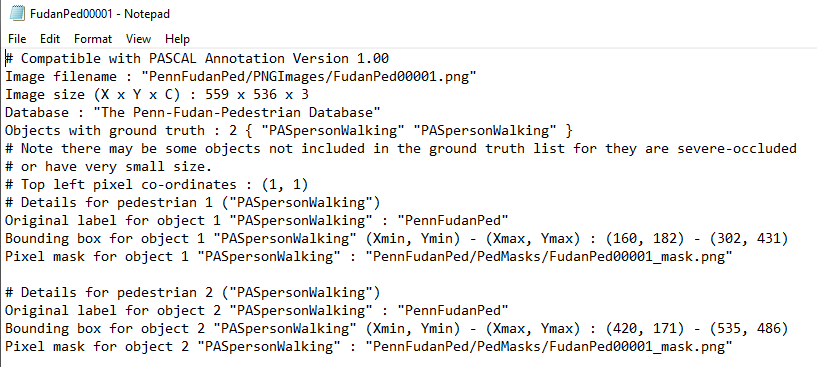 FudanPed00001 - Notepad
File Edit Format View Help
# Compatible with PASCAL Annotation Version 1.00
Image filename : "PennFudanPed/PNGImages/FudanPed00001.png"
Image size (X x Y x C) : 559 x 536 x 3
Database : "The Penn-Fudan-Pedestrian Database"
Objects with ground truth : 2 { "PASpersonWalking" "PASpersonWalking" }
# Note there may be some objects not included in the ground truth list for they are severe-occluded
# or have very small size.
# Top left pixel co-ordinates : (1, 1)
# Details for pedestrian 1 ("PASpersonWalking")
Original label for object 1 "PASpersonWalking" : "PennFudanPed"
Bounding box for object 1 "PASpersonWalking" (Xmin, Ymin) - (Xmax, Ymax) : (160, 182) - (302, 431)
Pixel mask for object 1 "PASpersonWalking" : "PennFudanPed/PedMasks/FudanPed00001_mask.png"

# Details for pedestrian 2 ("PASpersonWalking")
Original label for object 2 "PASpersonWalking" : "PennFudanPed"
Bounding box for object 2 "PASpersonWalking" (Xmin, Ymin) - (Xmax, Ymax) : (420, 171) - (535, 486)
Pixel mask for object 2 "PASpersonWalking" : "PennFudanPed/PedMasks/FudanPed00001_mask.png"